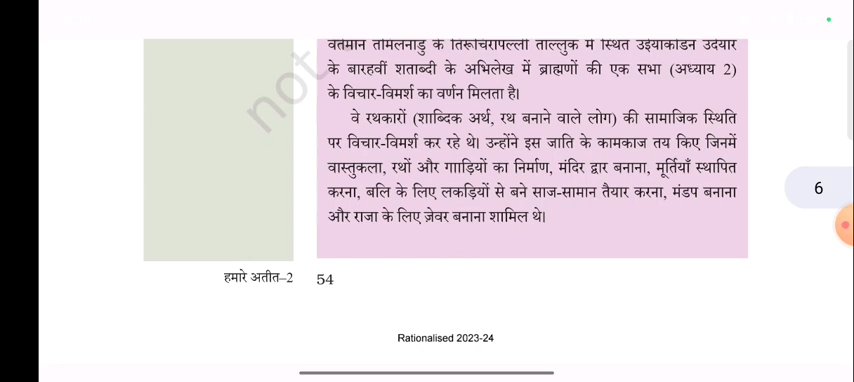 वर्तमान तमिलनाडु के तिरूचिरापल्ली ताल्लुक में स्थित उइयाकोंडन उदैयार
के बारहवीं शताब्दी के अभिलेख में ब्राह्मणों की एक सभा (अध्याय 2)
के विचार-विमर्श का वर्णन मिलता है।
वे रथकारों (शाब्दिक अर्थ, रथ बनाने वाले लोग) की सामाजिक स्थिति
पर विचार-विमर्श कर रहे थे। उन्होंने इस जाति के कामकाज तय किए जिनमें
वास्तुकला, रथों और गााड़ियों का निर्माण, मंदिर द्वार बनाना, मूर्तियाँ स्थापित
करना, बलि के लिए लकड़ियों से बने साज-सामान तैयार करना, मंडप बनाना
और राजा के लिए ज़ेवर बनाना शामिल थे।
not
6
हमारे अतीत–2 54
Rationalised 2023-24